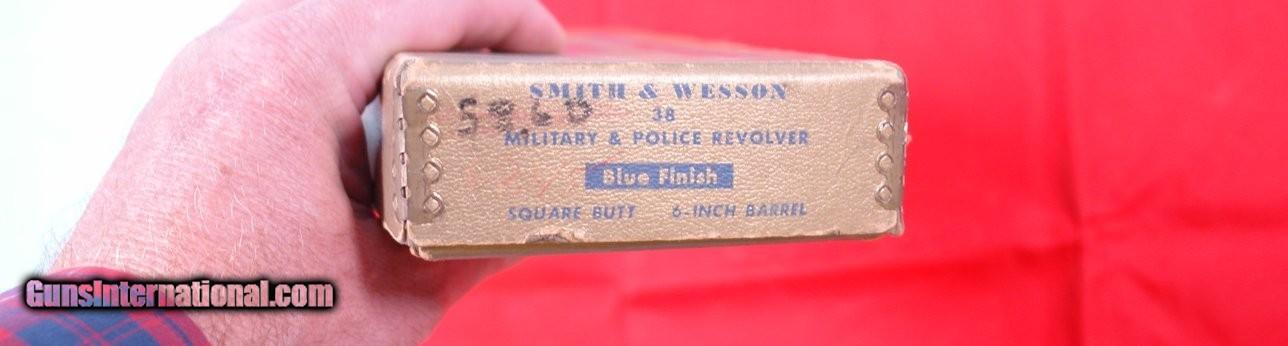 SMITH & WESSON
38
MILITARY & POLICE REVOLVER
Blue Finish
SQUARE BUTT 6-INCH BARREL
GunsInternational.com